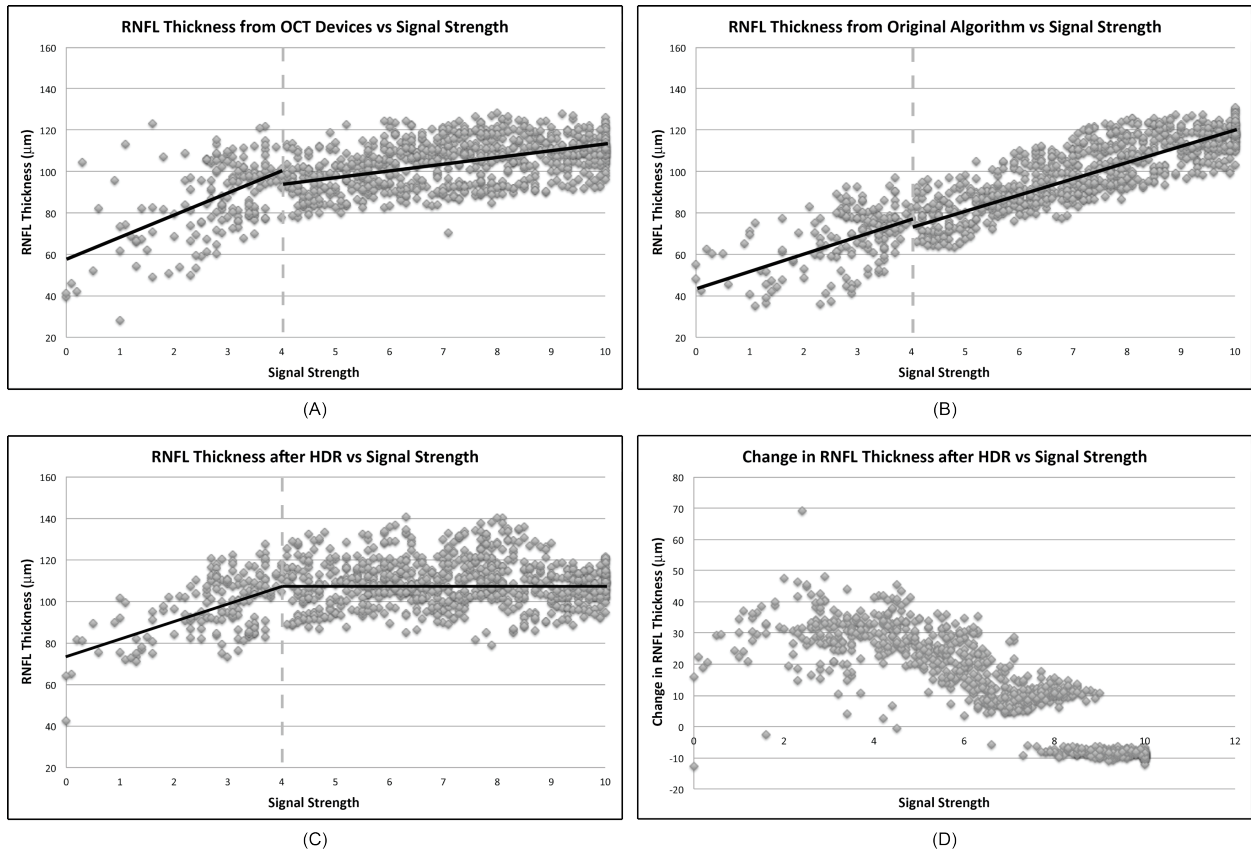 RNFL Thickness from OCT Devices vs Signal Strength
RNFL Thickness (μm)
160
140
120
100
80
60
40
20
0 1 2 3 4 5 6 7 8 9 10
Signal Strength
(A)
RNFL Thickness from Original Algorithm vs Signal Strength
RNFL Thickness (μm)
160
140
120
100
80
60
40
20
0 1 2 3 4 5 6 7 8 9 10
Signal Strength
(B)
RNFL Thickness after HDR vs Signal Strength
RNFL Thickness (μm)
160
140
120
100
80
60
40
20
0 1 2 3 4 5 6 7 8 9 10
Signal Strength
(C)
Change in RNFL Thickness after HDR vs Signal Strength
Change in RNFL Thickness (μm)
80
70
60
50
40
30
20
10
0
-10
-20
0 2 4 6 8 10 12
Signal Strength
(D)